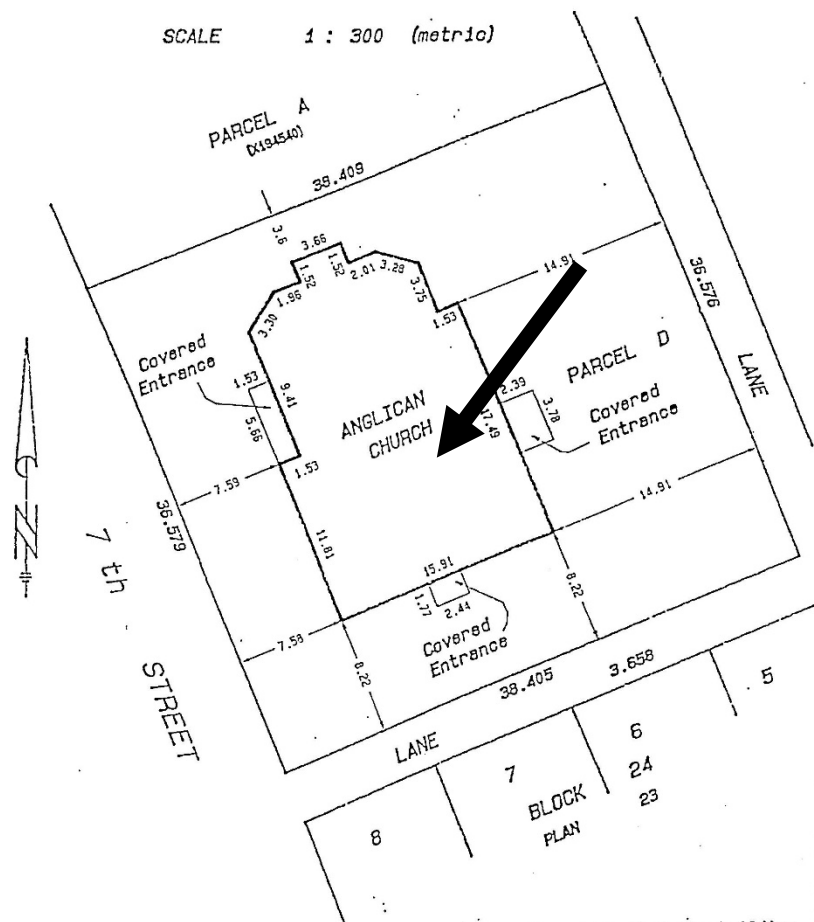 SCALE 1 : 300 (metric)
PARCEL A
(X194540)
38.409
3.6
3.66
1.52
1.52
2.01
3.28
1.96
3.75
3.30
14.91
1.53
36.576
Covered
Entrance
1.53
9.41
5.66
ANGLICAN
CHURCH
17.49
2.39
3.78
PARCEL D
Covered
Entrance
LANE
7.59
1.53
14.91
36.579
7 th STREET
11.81
15.91
1.77
2.44
Covered
Entrance
8.22
7.58
8.22
38.405
3.658
LANE
5
6
7
8
BLOCK 24
PLAN 23